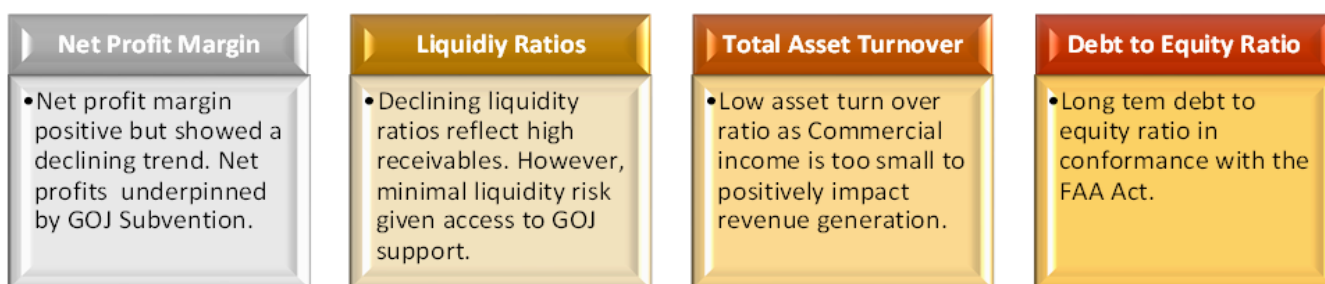 Net Profit Margin
•Net profit margin
positive but showed a
declining trend. Net
profits underpinned
by GOJ Subvention.
Liquidiy Ratios
•Declining liquidity
ratios reflect high
receivables. However,
minimal liquidity risk
given access to GOJ
support.
Total Asset Turnover
•Low asset turn over
ratio as Commercial
income is too small to
positively impact
revenue generation.
Debt to Equity Ratio
•Long tem debt to
equity ratio in
conformance with the
FAA Act.